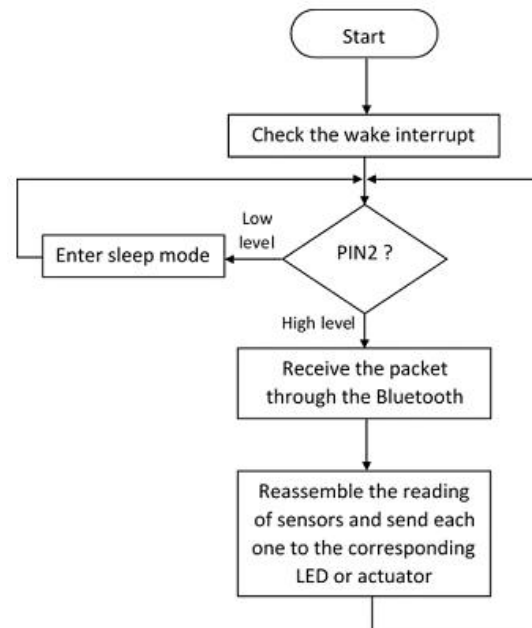 Start
Check the wake interrupt
Low
level
Enter sleep mode
PIN2 ?
High level
Receive the packet
through the Bluetooth
Reassemble the reading
of sensors and send each
one to the corresponding
LED or actuator